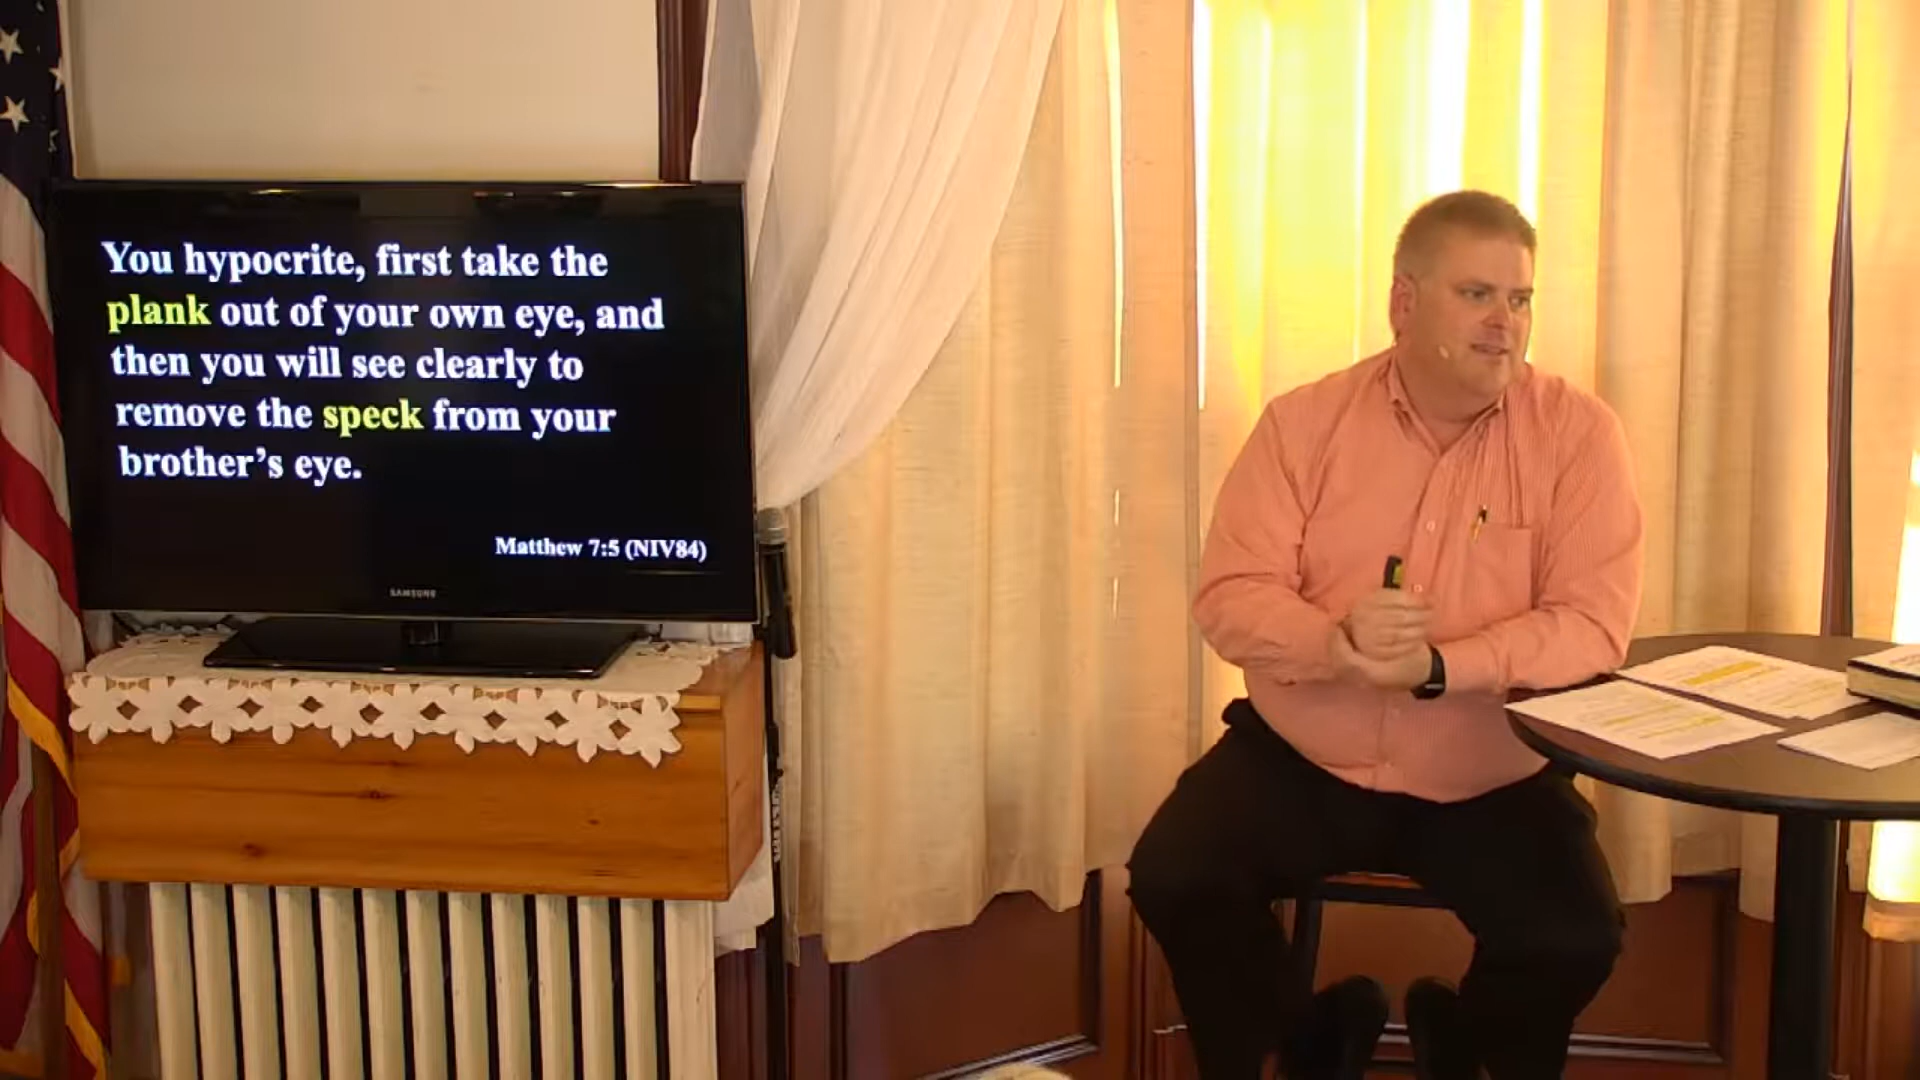 You hypocrite, first take the
plank out of your own eye, and
then you will see clearly to
remove the speck from your
brother’s eye.
Matthew 7:5 (NIV84)
SAMSUNG